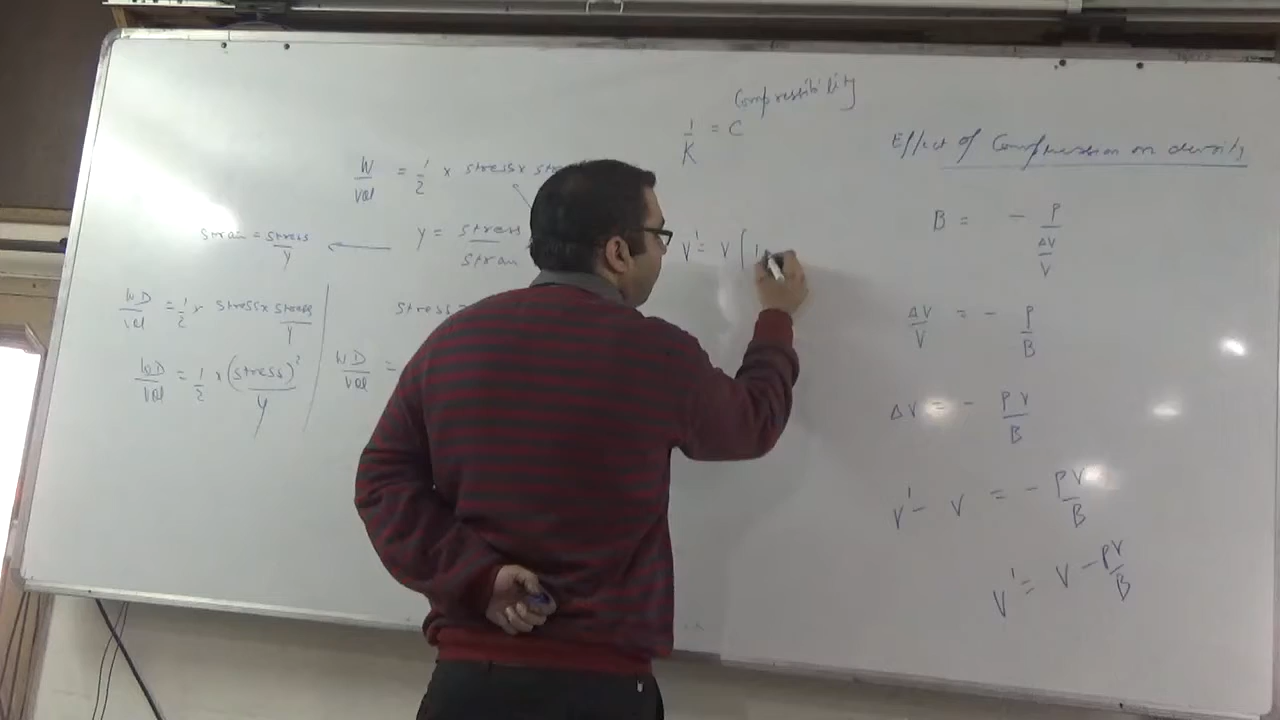 Compressibility
1/K = C
W/Vol = 1/2 × stress × str
Y = stress/strain
strain = stress/Y
WD/Vol = 1/2 × stress × stress/Y
WD/Vol = 1/2 × (stress)²/Y
stress =
WD/Vol =
V' = V [1
Effect of Compression on density
B = - P/(ΔV/V)
ΔV/V = - P/B
ΔV = - PV/B
V' - V = - PV/B
V' = V - PV/B